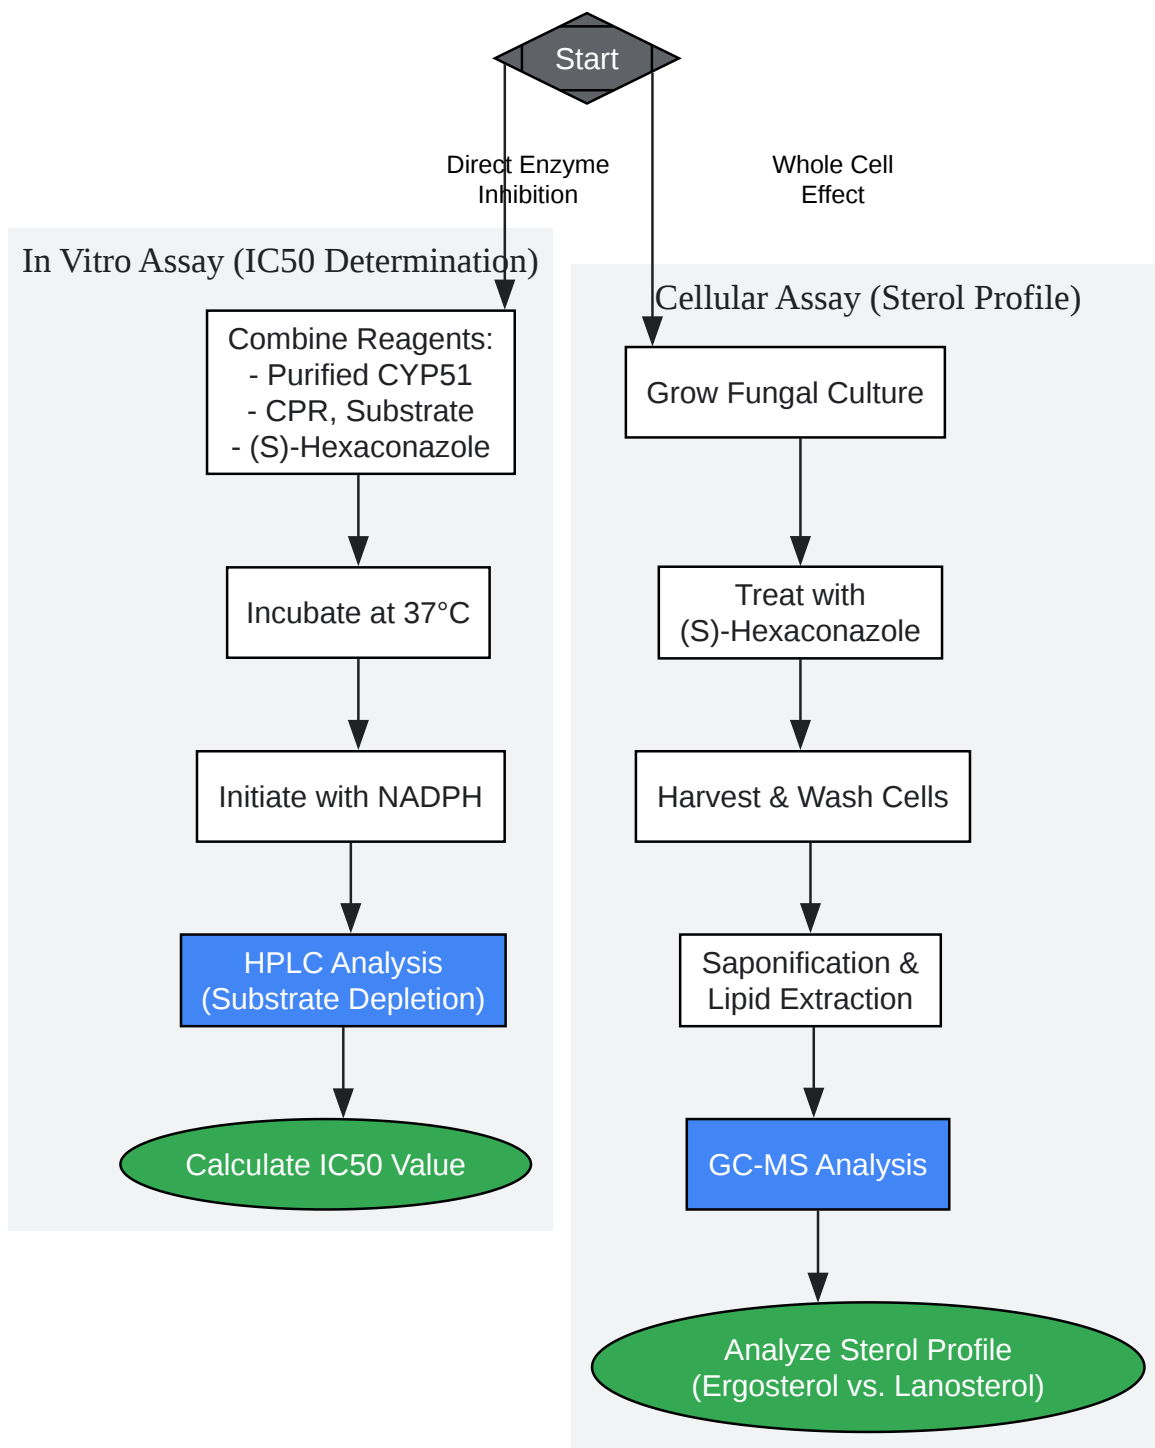 Start
Direct Enzyme
Inhibition
Whole Cell
Effect
In Vitro Assay (IC50 Determination)
Combine Reagents:
- Purified CYP51
- CPR, Substrate
- (S)-Hexaconazole
Incubate at 37°C
Initiate with NADPH
HPLC Analysis
(Substrate Depletion)
Calculate IC50 Value
Cellular Assay (Sterol Profile)
Grow Fungal Culture
Treat with
(S)-Hexaconazole
Harvest & Wash Cells
Saponification &
Lipid Extraction
GC-MS Analysis
Analyze Sterol Profile
(Ergosterol vs. Lanosterol)